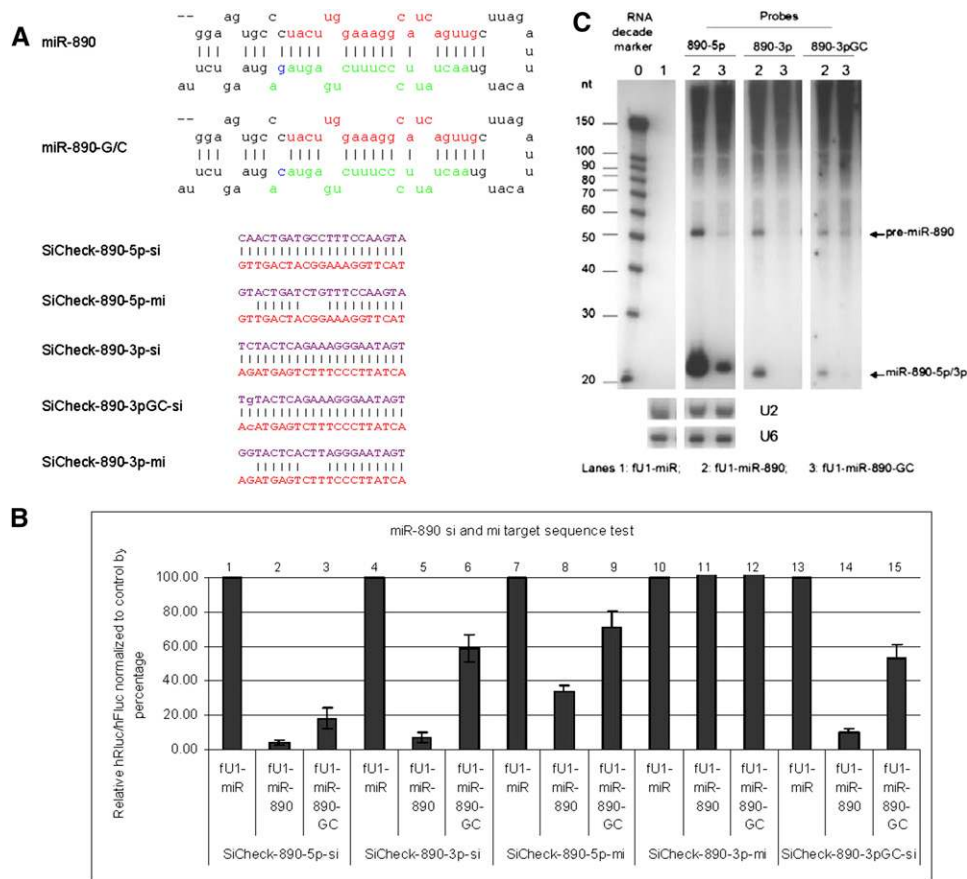 A
miR-890
-- ag c ug c uc uuag
gga ugc cuacu gaaagg a aguugc a
u
ucu aug gauga cuuucc u ucaaug u
au ga a gu c ua uaca
miR-890-G/C
-- ag c ug c uc uuag
gga ugc cuacu gaaagg a aguugc a
u
ucu aug cauga cuuucc u ucaaug u
au ga a gu c ua uaca
SiCheck-890-5p-si
CAACTGATGCCTTTCCAAGTA
GTTGACTACGGAAAGGTTCAT
SiCheck-890-5p-mi
GTACTGATCTGTTTCCAAGTA
GTTGACTACGGAAAGGTTCAT
SiCheck-890-3p-si
TCTACTCAGAAAGGGAATAGT
AGATGAGTCTTTCCCTTATCA
SiCheck-890-3pGC-si
TgTACTCAGAAAGGGAATAGT
AcATGAGTCTTTCCCTTATCA
SiCheck-890-3p-mi
GGTACTCACTTAGGGAATAGT
AGATGAGTCTTTCCCTTATCA
C
RNA decade marker
Probes
890-5p 890-3p 890-3pGC
0 1 2 3 2 3 2 3
nt
150
100
90
80
70
60
50
40
30
20
pre-miR-890
miR-890-5p/3p
U2
U6
Lanes 1: fU1-miR; 2: fU1-miR-890; 3: fU1-miR-890-GC
B
miR-890 si and mi target sequence test
Relative hRluc/hFluc normalized to control by percentage
1 2 3 4 5 6 7 8 9 10 11 12 13 14 15
100.00
80.00
60.00
40.00
20.00
0.00
fU1-miR fU1-miR-890 fU1-miR-890-GC fU1-miR fU1-miR-890 fU1-miR-890-GC fU1-miR fU1-miR-890 fU1-miR-890-GC fU1-miR fU1-miR-890 fU1-miR-890-GC fU1-miR fU1-miR-890 fU1-miR-890-GC
SiCheck-890-5p-si SiCheck-890-3p-si SiCheck-890-5p-mi SiCheck-890-3p-mi SiCheck-890-3pGC-si